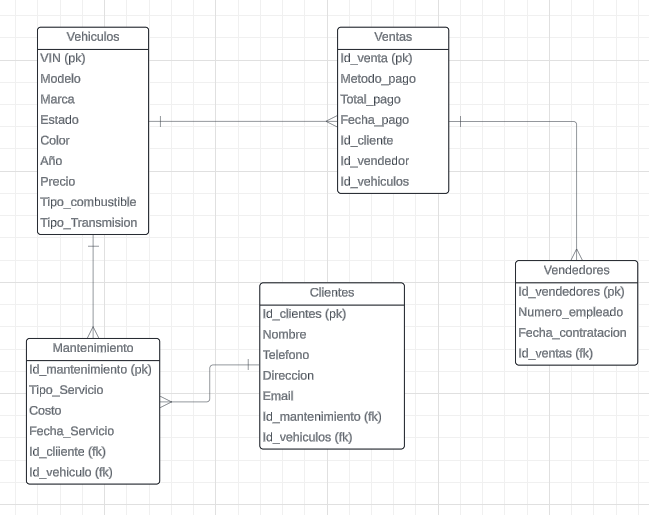 Vehiculos
VIN (pk)
Modelo
Marca
Estado
Color
Año
Precio
Tipo_combustible
Tipo_Transmision
Ventas
Id_venta (pk)
Metodo_pago
Total_pago
Fecha_pago
Id_cliente
Id_vendedor
Id_vehiculos
Vendedores
Id_vendedores (pk)
Numero_empleado
Fecha_contratacion
Id_ventas (fk)
Clientes
Id_clientes (pk)
Nombre
Telefono
Direccion
Email
Id_mantenimiento (fk)
Id_vehiculos (fk)
Mantenimiento
Id_mantenimiento (pk)
Tipo_Servicio
Costo
Fecha_Servicio
Id_cliiente (fk)
Id_vehiculo (fk)